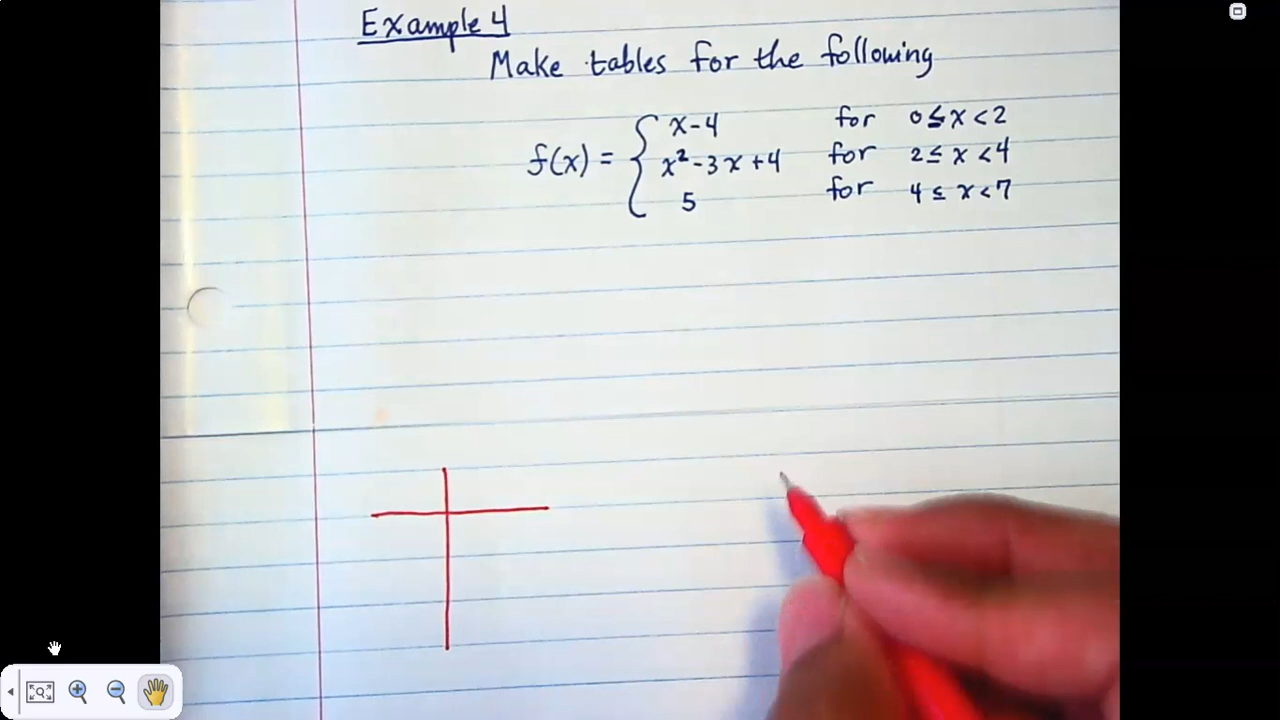 Example 4
Make tables for the following
f(x) = { x-4 for 0≤x<2
x²-3x+4 for 2≤x<4
5 for 4≤x<7